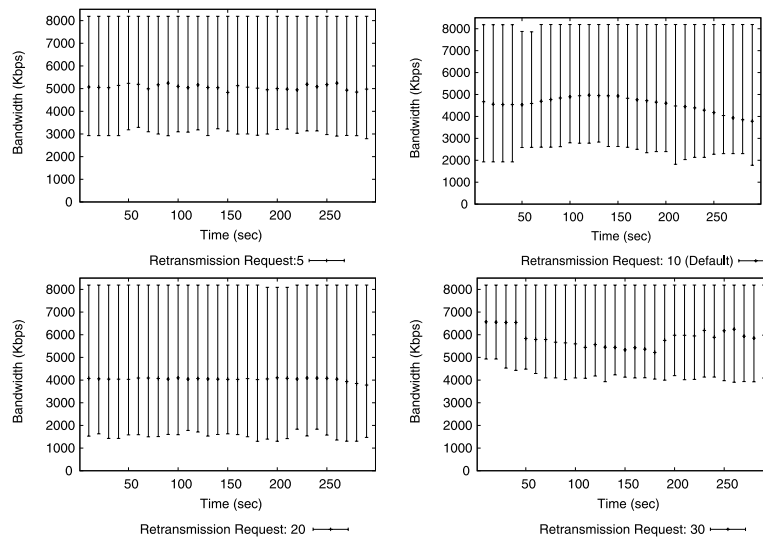 8000
7000
6000
5000
4000
3000
2000
1000
0
Bandwidth (Kbps)
50 100 150 200 250
Time (sec)
Retransmission Request:5
8000
7000
6000
5000
4000
3000
2000
1000
0
Bandwidth (Kbps)
50 100 150 200 250
Time (sec)
Retransmission Request: 10 (Default)
8000
7000
6000
5000
4000
3000
2000
1000
0
Bandwidth (Kbps)
50 100 150 200 250
Time (sec)
Retransmission Request: 20
8000
7000
6000
5000
4000
3000
2000
1000
0
Bandwidth (Kbps)
50 100 150 200 250
Time (sec)
Retransmission Request: 30